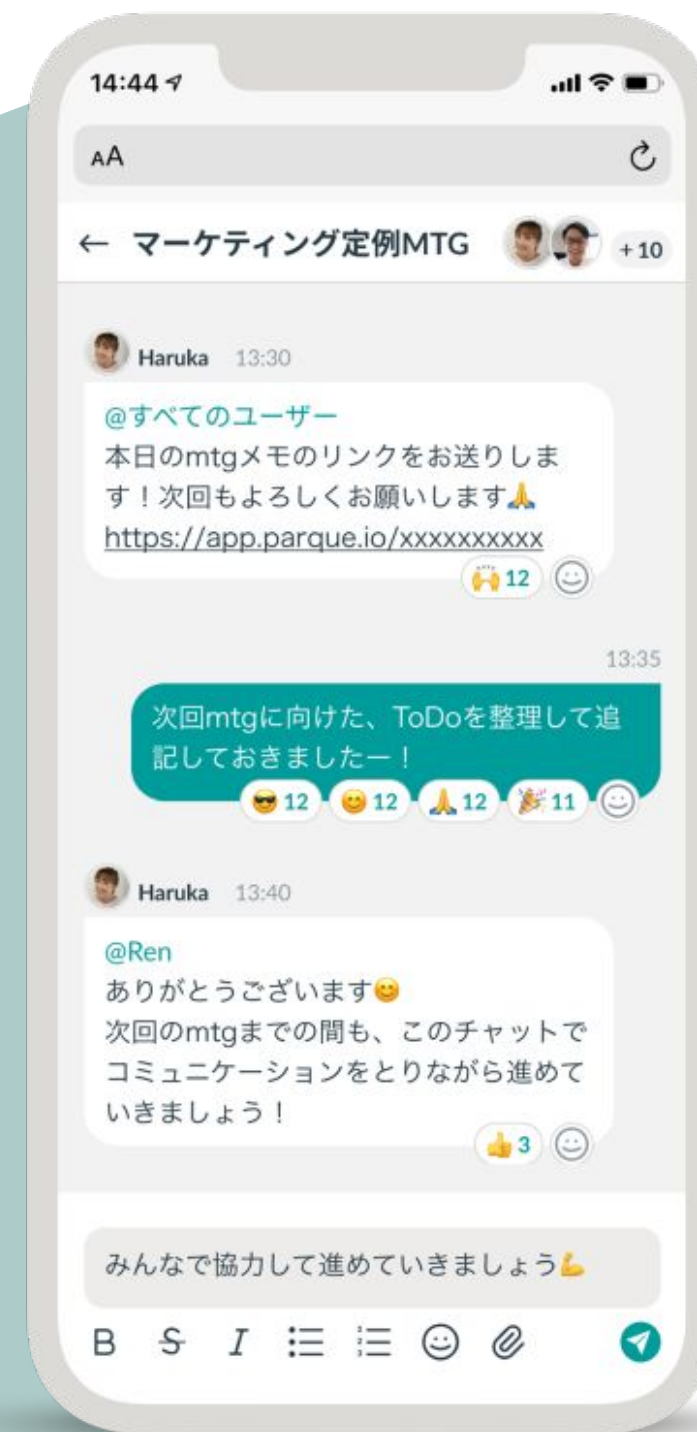 14:44
AA
← マーケティング定例MTG +10
Haruka 13:30
@すべてのユーザー
本日のmtgメモのリンクをお送りしま
す！次回もよろしくお願いします🙏
https://app.parque.io/xxxxxxxxxx
🙌 12
13:35
次回mtgに向けた、ToDoを整理して追
記しておきましたー！
😎 12 😊 12 🙏 12 🎉 11
Haruka 13:40
@Ren
ありがとうございます😊
次回のmtgまでの間も、このチャットで
コミュニケーションをとりながら進めて
いきましょう！
👍 3
みんなで協力して進めていきましょう💪
B S I